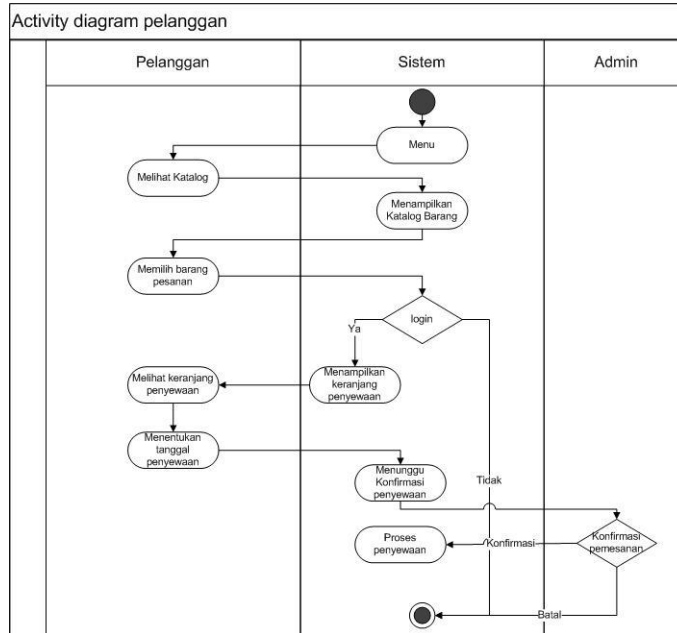 Activity diagram pelanggan
Pelanggan
Sistem
Admin
Menu
Melihat Katalog
Menampilkan
Katalog Barang
Memilih barang
pesanan
login
Ya
Melihat keranjang
penyewaan
Menampilkan
keranjang
penyewaan
Menentukan
tanggal
penyewaan
Menunggu
Konfirmasi
penyewaan
Tidak
Proses
penyewaan
Konfirmasi
Konfirmasi
pemesanan
Batal